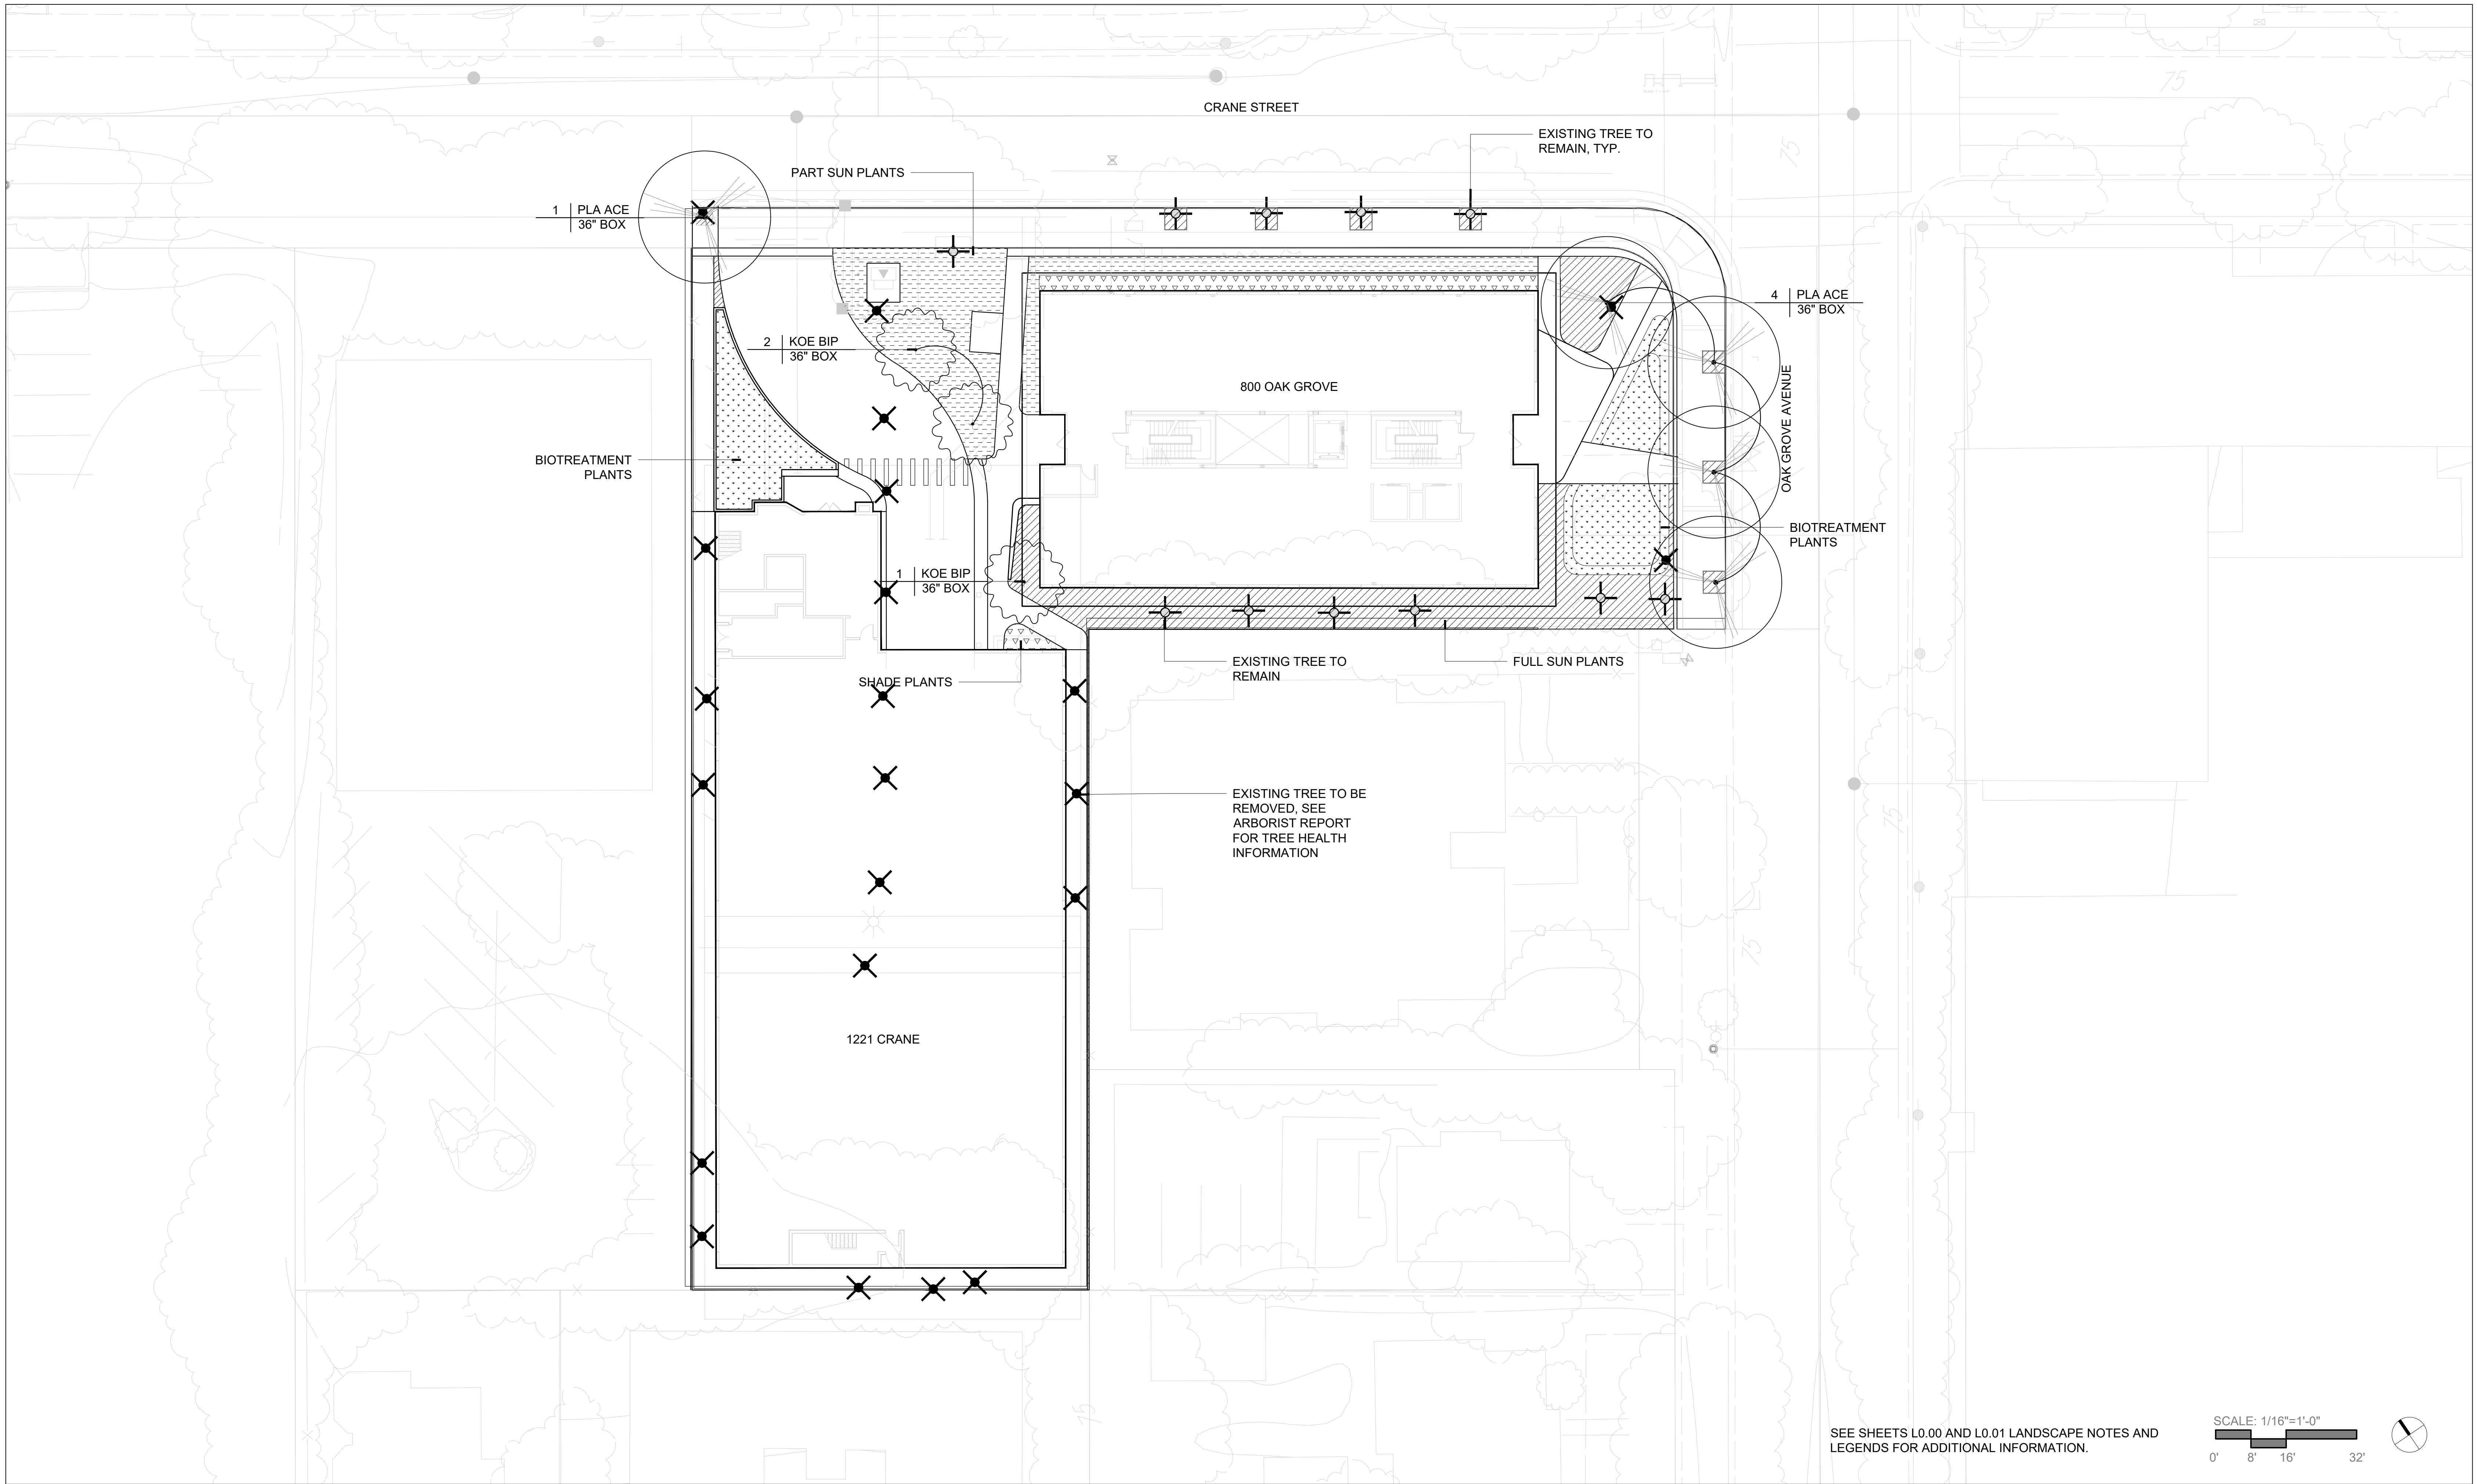 CRANE STREET
EXISTING TREE TO
REMAIN, TYP.
PART SUN PLANTS
1 PLA ACE
36" BOX
4 PLA ACE
36" BOX
2 KOE BIP
36" BOX
800 OAK GROVE
OAK GROVE AVENUE
BIOTREATMENT
PLANTS
BIOTREATMENT
PLANTS
1 KOE BIP
36" BOX
EXISTING TREE TO
REMAIN
FULL SUN PLANTS
SHADE PLANTS
EXISTING TREE TO BE
REMOVED, SEE
ARBORIST REPORT
FOR TREE HEALTH
INFORMATION
1221 CRANE
SEE SHEETS L0.00 AND L0.01 LANDSCAPE NOTES AND
LEGENDS FOR ADDITIONAL INFORMATION.
SCALE: 1/16"=1'-0"
0' 8' 16' 32'